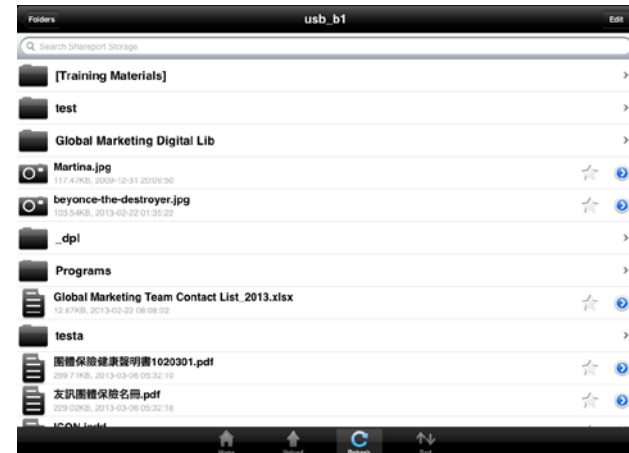 Folders
usb_b1
Edit
Search Shareport Storage
[Training Materials]
test
Global Marketing Digital Lib
Martina.jpg
117.47KB, 2009-12-31 20:09:50
beyonce-the-destroyer.jpg
103.54KB, 2013-02-22 01:35:22
_dpl
Programs
Global Marketing Team Contact List_2013.xlsx
12.87KB, 2013-02-22 08:08:02
testa
團體保險健康聲明書1020301.pdf
299.71KB, 2013-03-06 05:32:10
友訊團體保險名冊.pdf
229.02KB, 2013-03-06 05:32:16
Home
Upload
Refresh
Sort